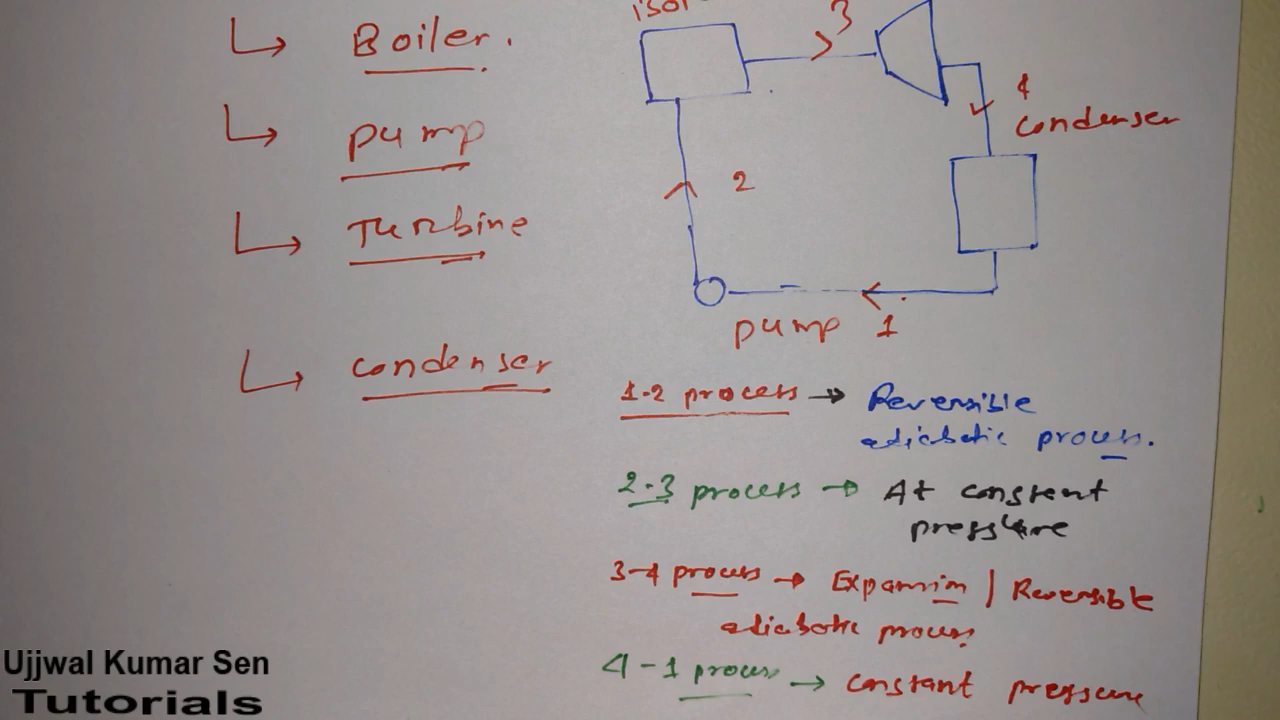 Boiler.
pump
Turbine
condenser
3
4
condenser
2
pump 1
1-2 process → Reversible
adiabatic process.
2-3 process → At constant
pressure
3-4 process → Expansion / Reversible
adiabatic process.
4-1 process → constant pressure
Ujjwal Kumar Sen
Tutorials